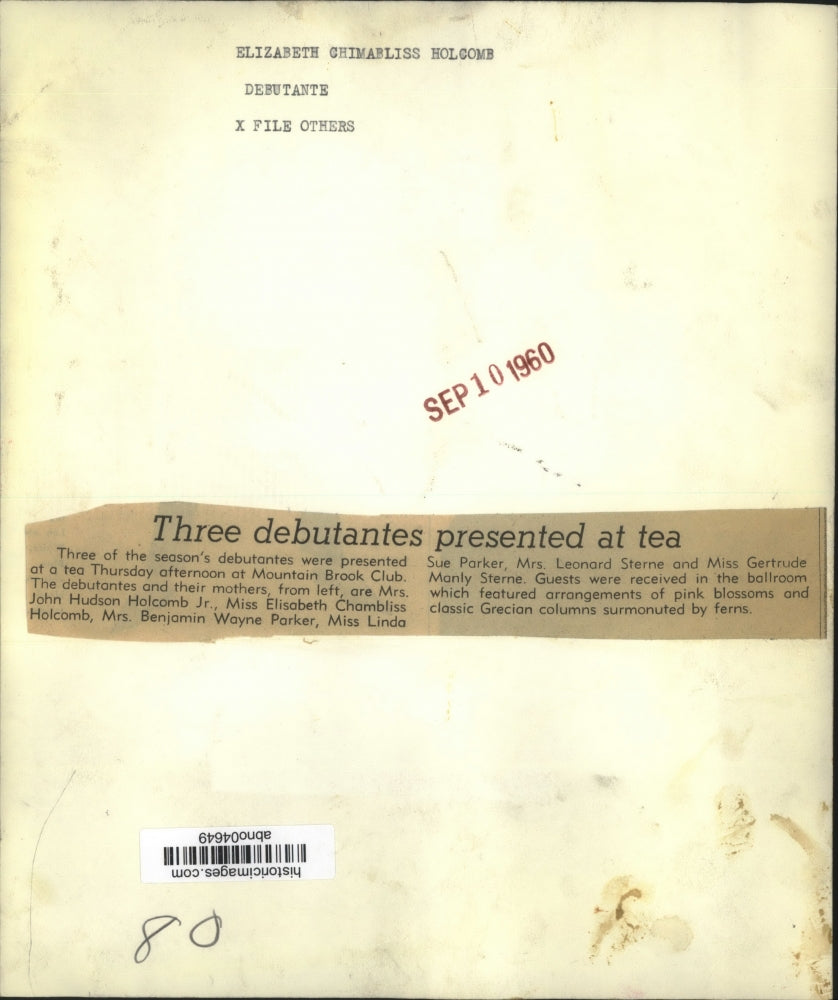 ELIZABETH CHIMABLISS HOLCOMB
DEBUTANTE
X FILE OTHERS
SEP 10 1960
Three debutantes presented at tea
Three of the season's debutantes were presented
at a tea Thursday afternoon at Mountain Brook Club.
The debutantes and their mothers, from left, are Mrs.
John Hudson Holcomb Jr., Miss Elisabeth Chambliss
Holcomb, Mrs. Benjamin Wayne Parker, Miss Linda
Sue Parker, Mrs. Leonard Sterne and Miss Gertrude
Manly Sterne. Guests were received in the ballroom
which featured arrangements of pink blossoms and
classic Grecian columns surmonuted by ferns.
historicimages.com
abno04649
80